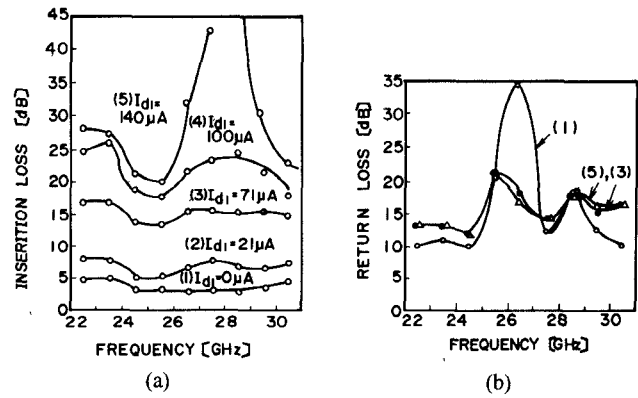 INSERITION LOSS [dB]
45
40
35
30
25
20
15
10
5
0
22 24 26 28 30
FREQUENCY [GHz]
(5) Id1=
140μA
(4) Id1=
100μA
(3) Id1= 71μA
(2) Id1= 21μA
(1) Id1= 0μA
(a)
RETURN LOSS [dB]
35
30
25
20
15
10
5
0
22 24 26 28 30
FREQUENCY [GHz]
(1)
(5),(3)
(b)